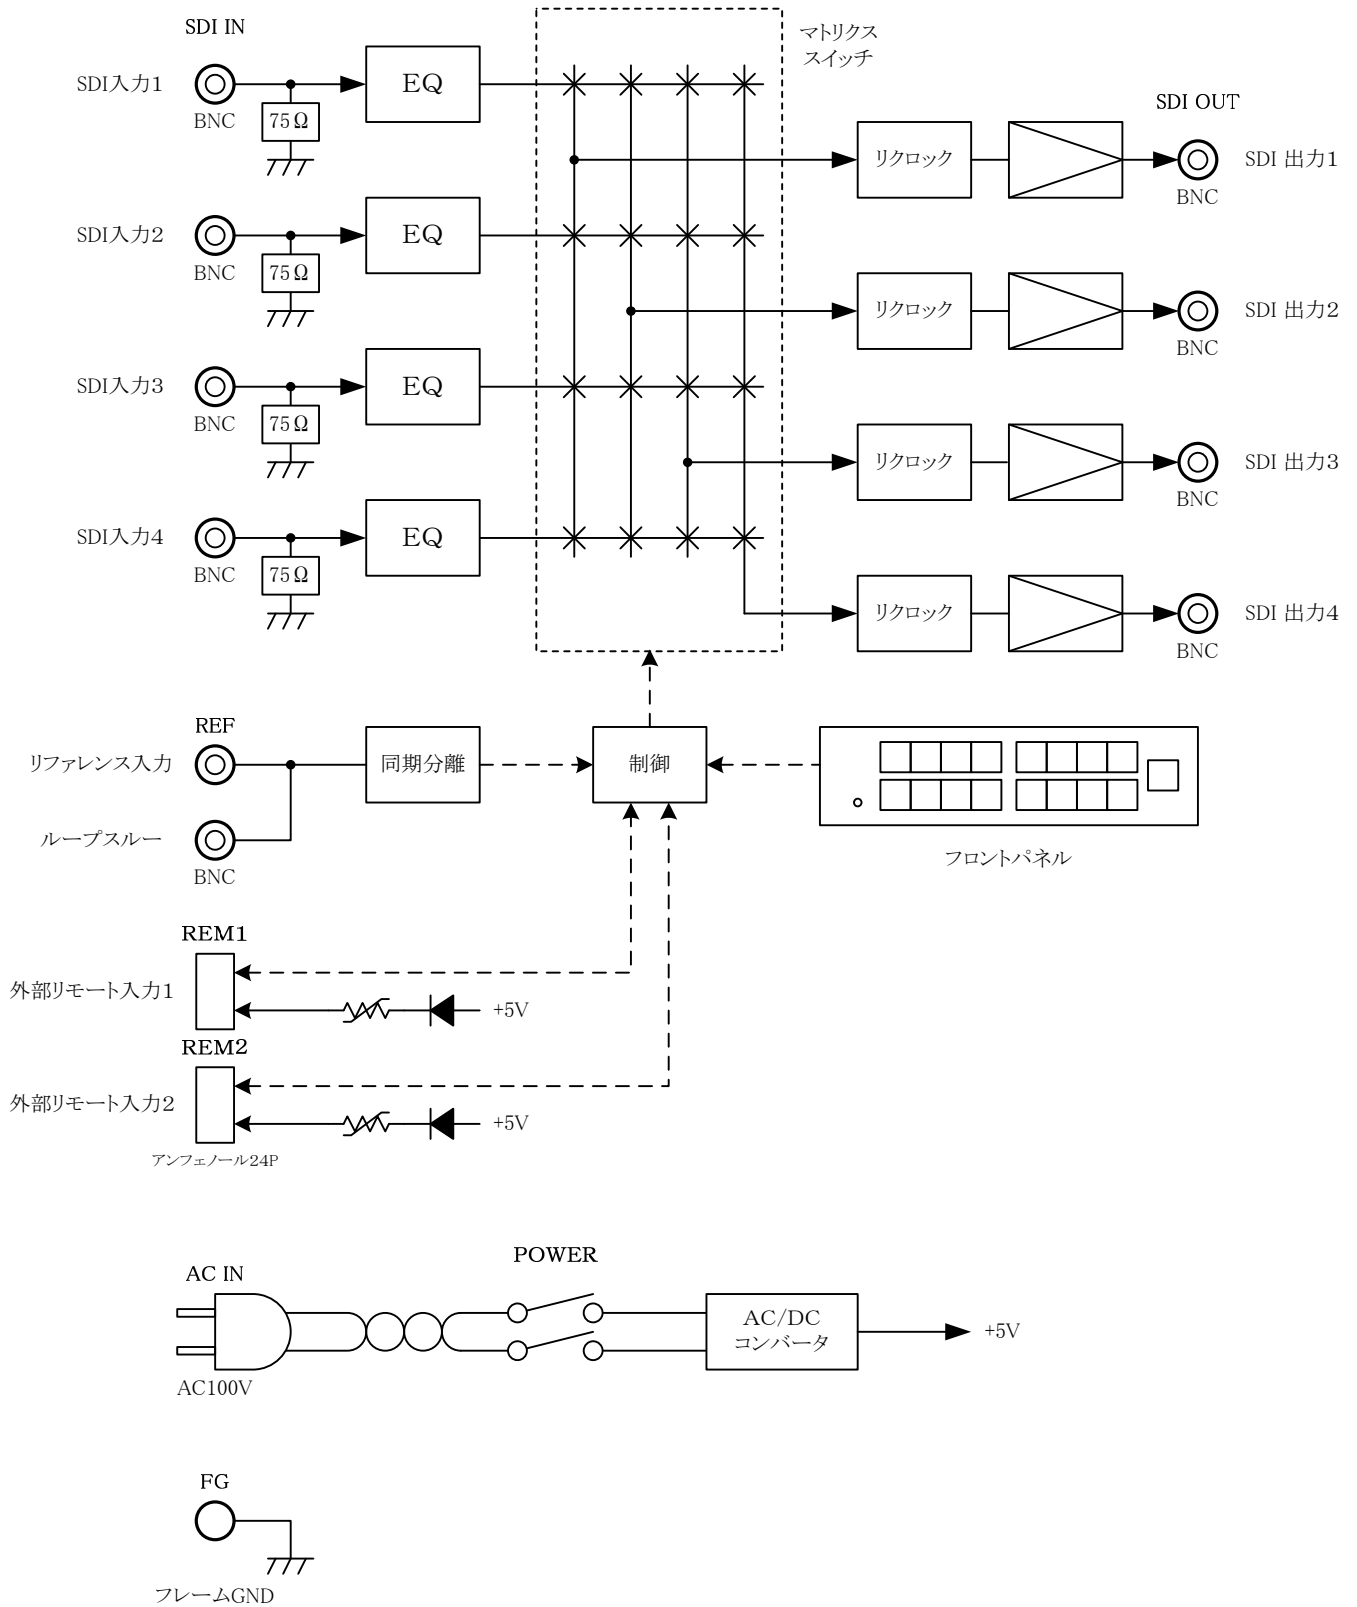 SDI IN
マトリクス
スイッチ
SDI入力1
EQ
BNC
75Ω
SDI OUT
リクロック
SDI 出力1
BNC
SDI入力2
EQ
BNC
75Ω
リクロック
SDI 出力2
BNC
SDI入力3
EQ
BNC
75Ω
リクロック
SDI 出力3
BNC
SDI入力4
EQ
BNC
75Ω
リクロック
SDI 出力4
BNC
REF
リファレンス入力
同期分離
制御
ループスルー
BNC
フロントパネル
REM1
外部リモート入力1
+5V
REM2
外部リモート入力2
+5V
アンフェノール24P
POWER
AC IN
AC/DC
コンバータ
+5V
AC100V
FG
フレームGND